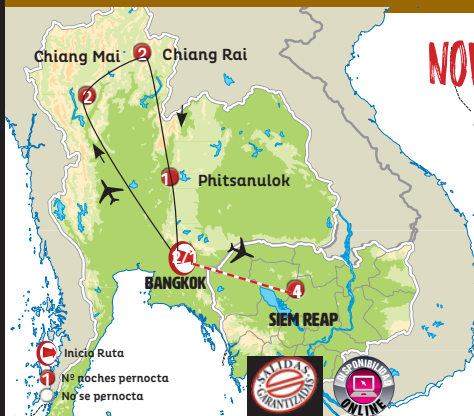 NOV
Chiang Mai
2
Chiang Rai
2
1
Phitsanulok
2/1
BANGKOK
4
SIEM REAP
Inicio Ruta
1
Nº noches pernocta
No se pernocta
SALIDAS
GARANTIZADAS
DISPONIBILIDAD
ONLINE